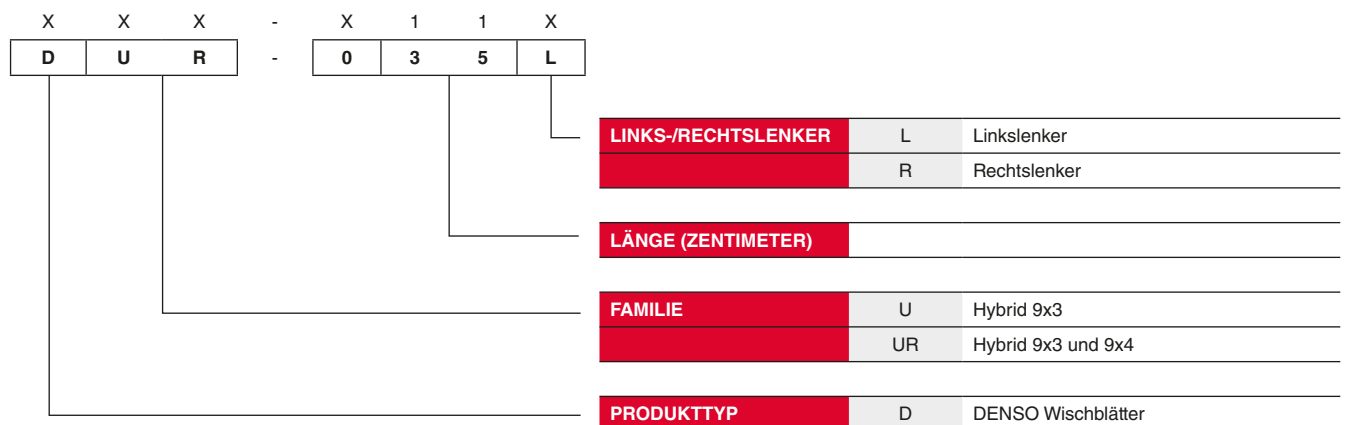 X X X - X 1 1 X
D U R - 0 3 5 L
LINKS-/RECHTSLENKER L Linkslenker
R Rechtslenker
LÄNGE (ZENTIMETER)
FAMILIE U Hybrid 9x3
UR Hybrid 9x3 und 9x4
PRODUKTTYP D DENSO Wischblätter